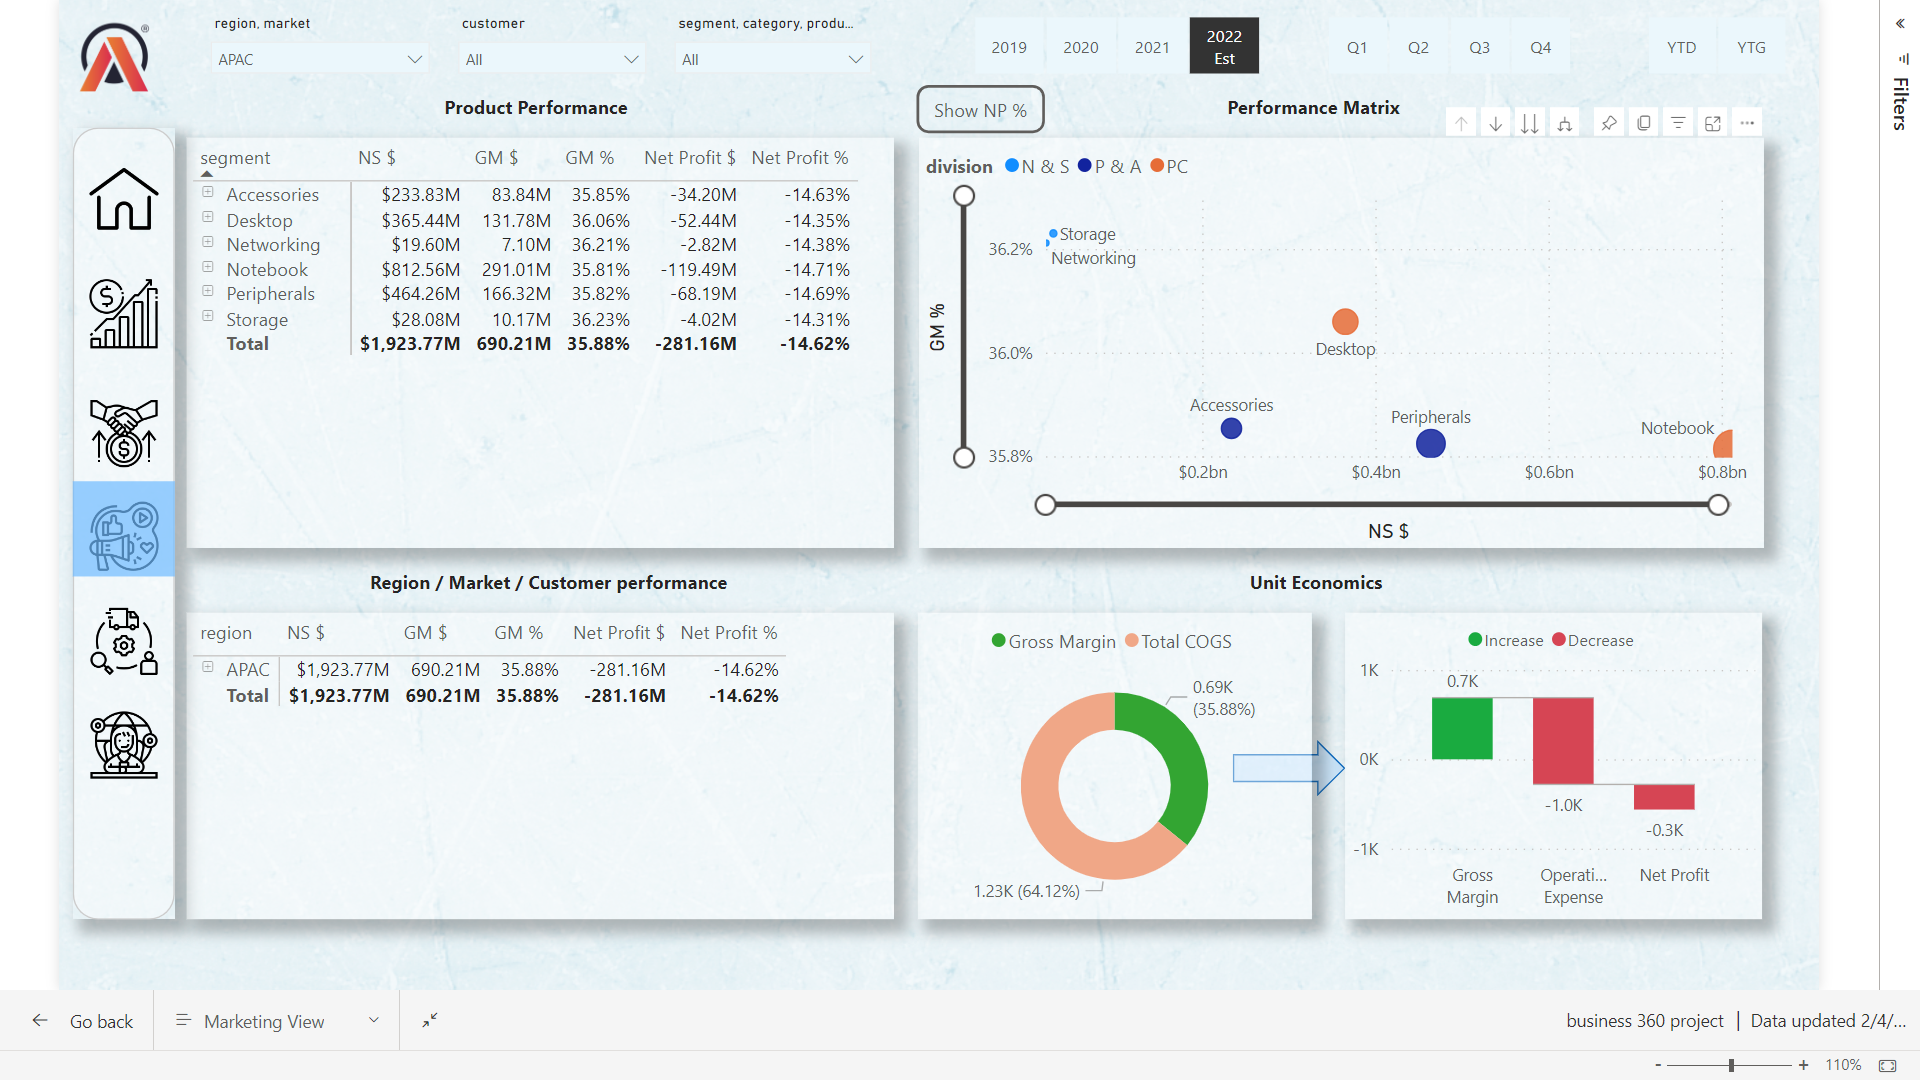 region, market
customer
segment, category, produ...
APAC
All
All
2019
2020
2021
2022
Est
Q1
Q2
Q3
Q4
YTD
YTG
Filters
Product Performance
segment NS $ GM $ GM % Net Profit $ Net Profit %
Accessories $233.83M 83.84M 35.85% -34.20M -14.63%
Desktop $365.44M 131.78M 36.06% -52.44M -14.35%
Networking $19.60M 7.10M 36.21% -2.82M -14.38%
Notebook $812.56M 291.01M 35.81% -119.49M -14.71%
Peripherals $464.26M 166.32M 35.82% -68.19M -14.69%
Storage $28.08M 10.17M 36.23% -4.02M -14.31%
Total $1,923.77M 690.21M 35.88% -281.16M -14.62%
Show NP %
Performance Matrix
division N & S P & A PC
GM %
36.2%
36.0%
35.8%
Storage
Networking
Desktop
Accessories
Peripherals
Notebook
$0.2bn
$0.4bn
$0.6bn
$0.8bn
NS $
Region / Market / Customer performance
region NS $ GM $ GM % Net Profit $ Net Profit %
APAC $1,923.77M 690.21M 35.88% -281.16M -14.62%
Total $1,923.77M 690.21M 35.88% -281.16M -14.62%
Unit Economics
Gross Margin Total COGS
0.69K
(35.88%)
1.23K (64.12%)
Increase Decrease
1K
0K
-1K
0.7K
-1.0K
-0.3K
Gross
Margin
Operati...
Expense
Net Profit
Go back
Marketing View
business 360 project | Data updated 2/4/...
- + 110%